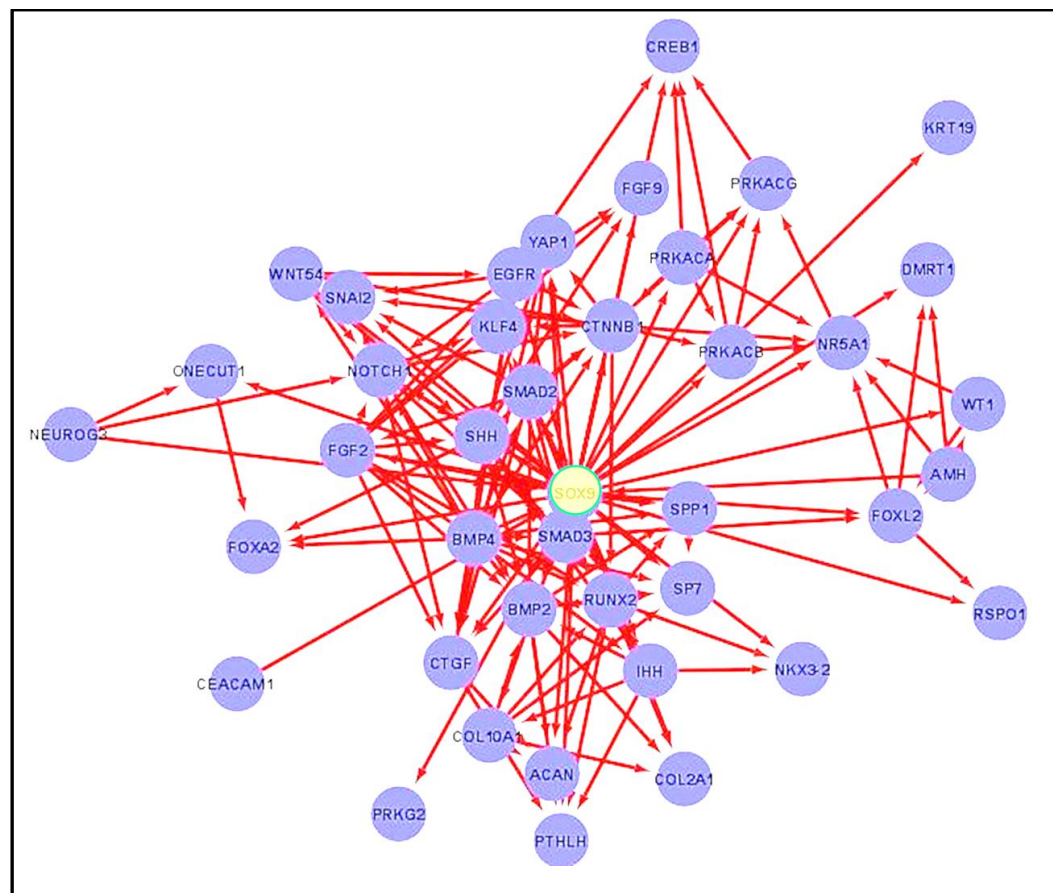 CREB1
KRT19
FGF9
PRKACG
YAP1
PRKACA
DMRT1
WNT54
EGFR
SNAI2
KLF4
CTNNB1
PRKACB
NR5A1
ONECUT1
NOTCH1
SMAD2
WT1
NEUROG3
SHH
FGF2
AMH
SOX9
SPP1
FOXL2
FOXA2
BMP4
SMAD3
SP7
BMP2
RUNX2
RSPO1
CTGF
IHH
NKX3-2
CEACAM1
COL10A1
ACAN
COL2A1
PRKG2
PTHLH